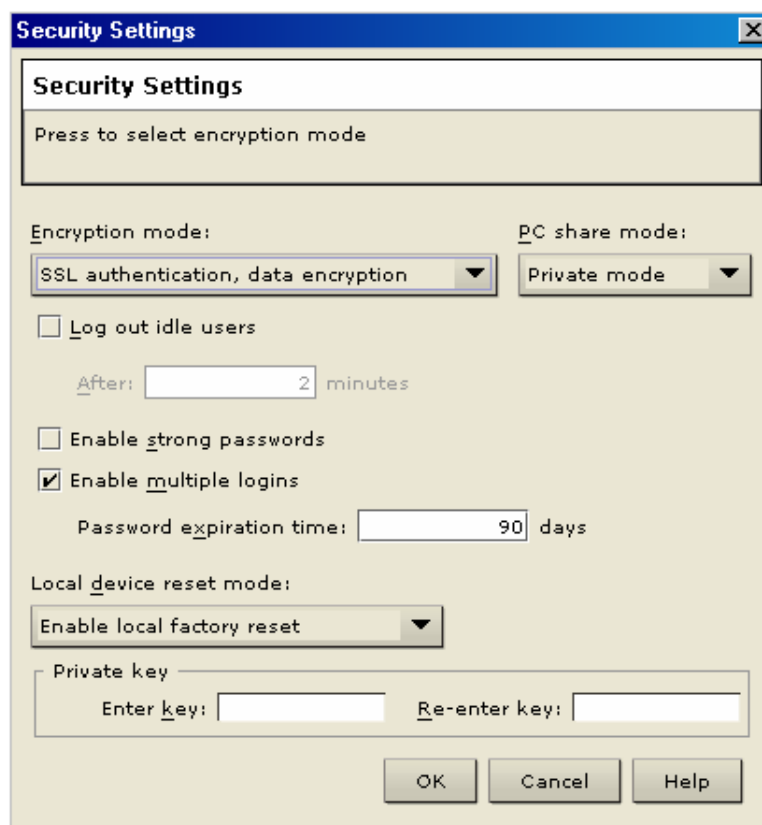 Security Settings
Security Settings
Press to select encryption mode
Encryption mode: PC share mode:
SSL authentication, data encryption Private mode
Log out idle users
After: 2 minutes
Enable strong passwords
Enable multiple logins
Password expiration time: 90 days
Local device reset mode:
Enable local factory reset
Private key
Enter key: Re-enter key:
OK Cancel Help